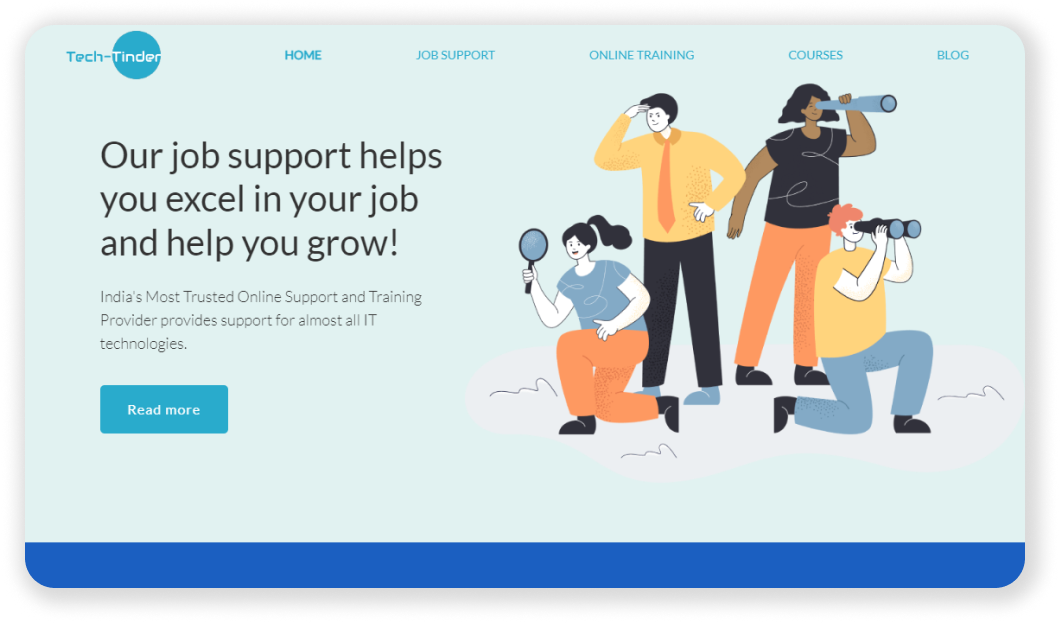 Tech-Tinder
HOME
JOB SUPPORT
ONLINE TRAINING
COURSES
BLOG
Our job support helps
you excel in your job
and help you grow!
India's Most Trusted Online Support and Training
Provider provides support for almost all IT
technologies.
Read more